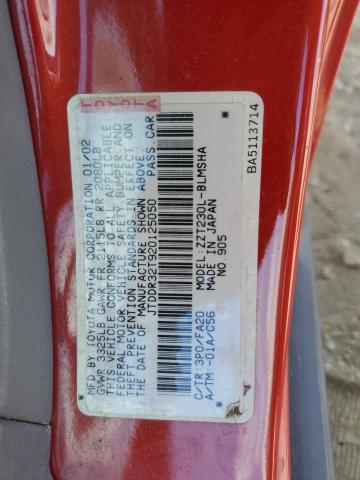 TOYOTA
MFD BY: TOYOTA MOTOR CORPORATION 01/02
GVWR 3325LB GAWR FR 1975LB RR 2080LB
THIS VEHICLE CONFORMS TO ALL APPLICABLE
FEDERAL MOTOR VEHICLE SAFETY BUMPER, AND
THEFT PREVENTION STANDARDS IN EFFECT ON
THE DATE OF MANUFACTURE SHOWN ABOVE.
JTDDR32T920125050 PASS CAR
C/TR: 3P0/FA20 MODEL: ZZT230L-BLMSHA
A/TM: -01A/C56 MADE IN JAPAN
NO 905
BA5113714